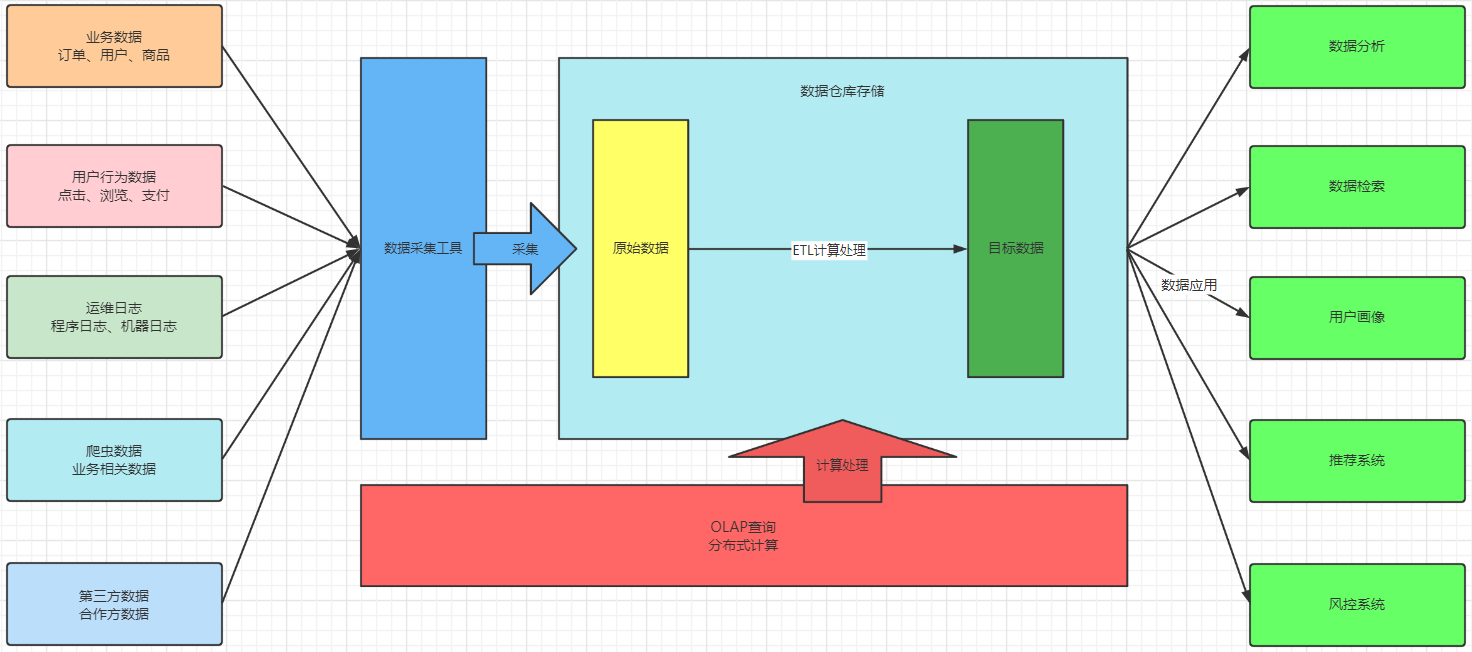 业务数据
订单、用户、商品
用户行为数据
点击、浏览、支付
运维日志
程序日志、机器日志
爬虫数据
业务相关数据
第三方数据
合作方数据
数据采集工具
采集
数据仓库存储
原始数据
ETL计算处理
目标数据
计算处理
OLAP查询
分布式计算
数据应用
数据分析
数据检索
用户画像
推荐系统
风控系统